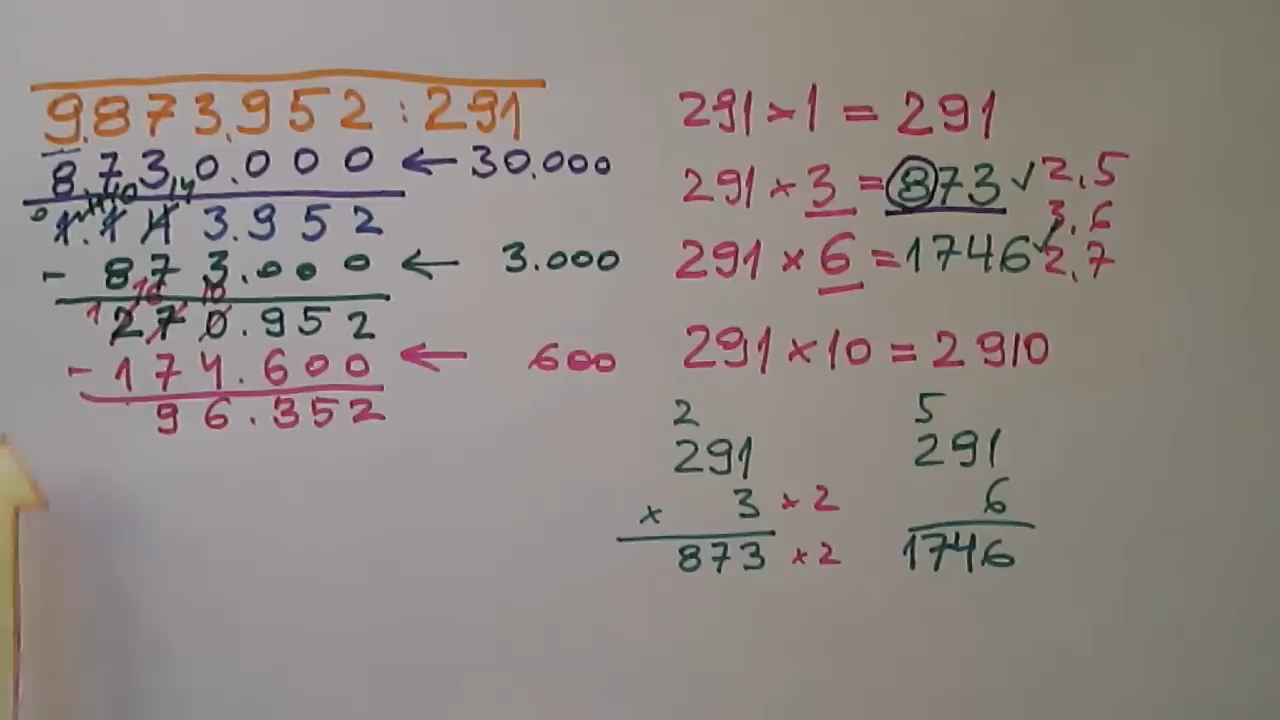 9.873.952 : 291
8.730.000 ← 30.000
1.143.952
- 873.000 ← 3.000
270.952
- 174.600 ← 600
96.352
291 × 1 = 291
291 × 3 = 873 ✓ 2.5
3.6
291 × 6 = 1746 ✓ 2.7
291 × 10 = 2910
2
291
× 3 × 2
873 × 2
5
291
6
1746